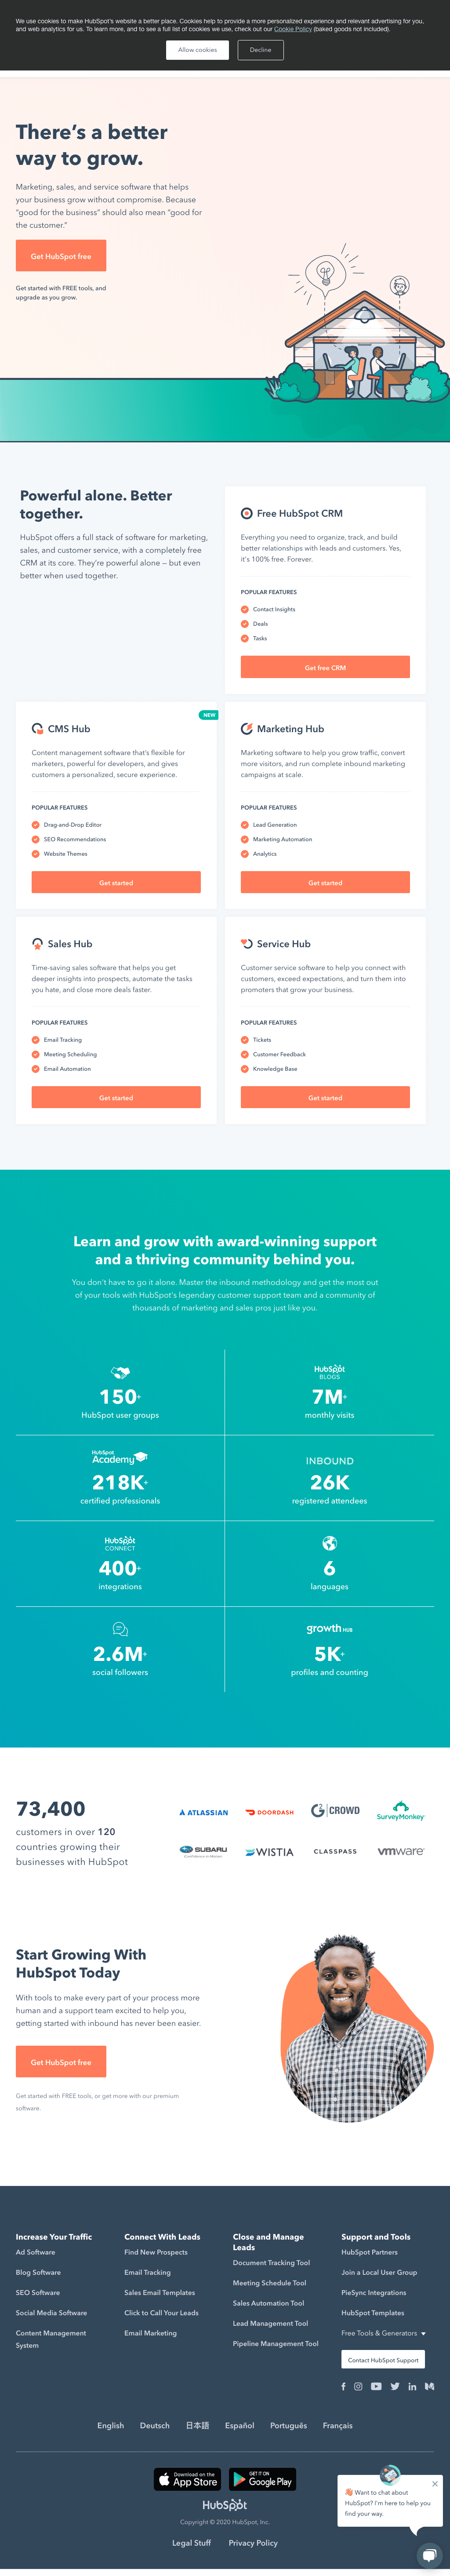 We use cookies to make HubSpot's website a better place. Cookies help to provide a more personalized experience and relevant advertising for you,
and web analytics for us. To learn more, and to see a full list of cookies we use, check out our Cookie Policy (baked goods not included).
Allow cookies
Decline
There's a better
way to grow.
Marketing, sales, and service software that helps
your business grow without compromise. Because
"good for the business" should also mean "good for
the customer."
Get HubSpot free
Get started with FREE tools, and
upgrade as you grow.
Powerful alone. Better
together.
HubSpot offers a full stack of software for marketing,
sales, and customer service, with a completely free
CRM at its core. They're powerful alone — but even
better when used together.
Free HubSpot CRM
Everything you need to organize, track, and build
better relationships with leads and customers. Yes,
it's 100% free. Forever.
POPULAR FEATURES
Contact Insights
Deals
Tasks
Get free CRM
NEW
CMS Hub
Content management software that's flexible for
marketers, powerful for developers, and gives
customers a personalized, secure experience.
POPULAR FEATURES
Drag-and-Drop Editor
SEO Recommendations
Website Themes
Get started
Marketing Hub
Marketing software to help you grow traffic, convert
more visitors, and run complete inbound marketing
campaigns at scale.
POPULAR FEATURES
Lead Generation
Marketing Automation
Analytics
Get started
Sales Hub
Time-saving sales software that helps you get
deeper insights into prospects, automate the tasks
you hate, and close more deals faster.
POPULAR FEATURES
Email Tracking
Meeting Scheduling
Email Automation
Get started
Service Hub
Customer service software to help you connect with
customers, exceed expectations, and turn them into
promoters that grow your business.
POPULAR FEATURES
Tickets
Customer Feedback
Knowledge Base
Get started
Learn and grow with award-winning support
and a thriving community behind you.
You don't have to go it alone. Master the inbound methodology and get the most out
of your tools with HubSpot's legendary customer support team and a community of
thousands of marketing and sales pros just like you.
150+
HubSpot user groups
HubSpot
BLOGS
7M+
monthly visits
HubSpot
Academy
218K+
certified professionals
INBOUND
26K
registered attendees
HubSpot
CONNECT
400+
integrations
6
languages
2.6M+
social followers
growth HUB
5K+
profiles and counting
73,400
customers in over 120
countries growing their
businesses with HubSpot
ATLASSIAN
DOORDASH
G2 CROWD
SurveyMonkey
SUBARU
Confidence in Motion
WISTIA
CLASSPASS
vmware
Start Growing With
HubSpot Today
With tools to make every part of your process more
human and a support team excited to help you,
getting started with inbound has never been easier.
Get HubSpot free
Get started with FREE tools, or get more with our premium
software.
Increase Your Traffic
Ad Software
Blog Software
SEO Software
Social Media Software
Content Management
System
Connect With Leads
Find New Prospects
Email Tracking
Sales Email Templates
Click to Call Your Leads
Email Marketing
Close and Manage
Leads
Document Tracking Tool
Meeting Schedule Tool
Sales Automation Tool
Lead Management Tool
Pipeline Management Tool
Support and Tools
HubSpot Partners
Join a Local User Group
PieSync Integrations
HubSpot Templates
Free Tools & Generators
Contact HubSpot Support
English
Deutsch
日本語
Español
Português
Français
Download on the
App Store
GET IT ON
Google Play
HubSpot
Copyright © 2020 HubSpot, Inc.
Legal Stuff
Privacy Policy
👋 Want to chat about
HubSpot? I'm here to help you
find your way.